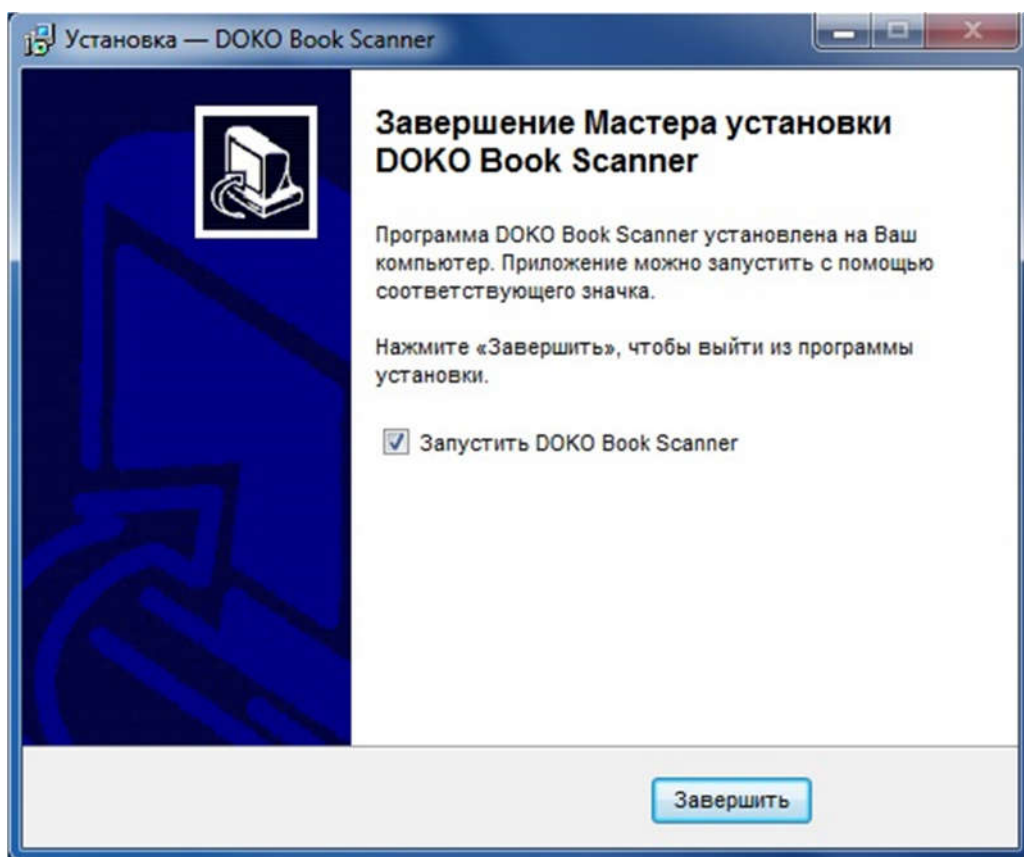 Установка — DOKO Book Scanner
Завершение Мастера установки
DOKO Book Scanner
Программа DOKO Book Scanner установлена на Ваш
компьютер. Приложение можно запустить с помощью
соответствующего значка.
Нажмите «Завершить», чтобы выйти из программы
установки.
Запустить DOKO Book Scanner
Завершить